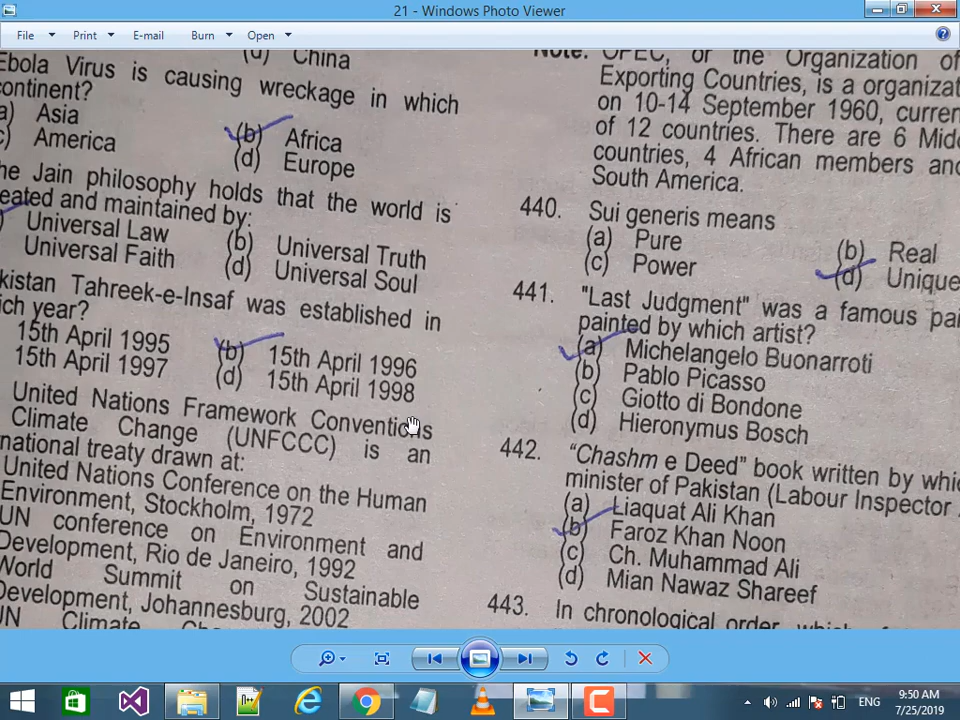 21 - Windows Photo Viewer
File Print E-mail Burn Open
(d) China
Ebola Virus is causing wreckage in which
continent?
a) Asia
(b) Africa
c) America
(d) Europe
he Jain philosophy holds that the world is
eated and maintained by:
Universal Law
(b) Universal Truth
Universal Faith
(d) Universal Soul
kistan Tahreek-e-Insaf was established in
ich year?
15th April 1995
(b) 15th April 1996
15th April 1997
(d) 15th April 1998
United Nations Framework Conventions
Climate Change (UNFCCC) is an
national treaty drawn at:
United Nations Conference on the Human
Environment, Stockholm, 1972
UN conference on Environment and
Development, Rio de Janeiro, 1992
World Summit on Sustainable
Development, Johannesburg, 2002
UN Climate
Note: OPEC, or the Organization of
Exporting Countries, is a organizat
on 10-14 September 1960, curren
of 12 countries. There are 6 Midd
countries, 4 African members and
South America.
440. Sui generis means
(a) Pure
(b) Real
(c) Power
(d) Unique
441. "Last Judgment" was a famous pai
painted by which artist?
(a) Michelangelo Buonarroti
(b) Pablo Picasso
(c) Giotto di Bondone
(d) Hieronymus Bosch
442. “Chashm e Deed” book written by whic
minister of Pakistan (Labour Inspector
(a) Liaquat Ali Khan
(b) Faroz Khan Noon
(c) Ch. Muhammad Ali
(d) Mian Nawaz Shareef
443. In chronological order, which
ENG
9:50 AM
7/25/2019